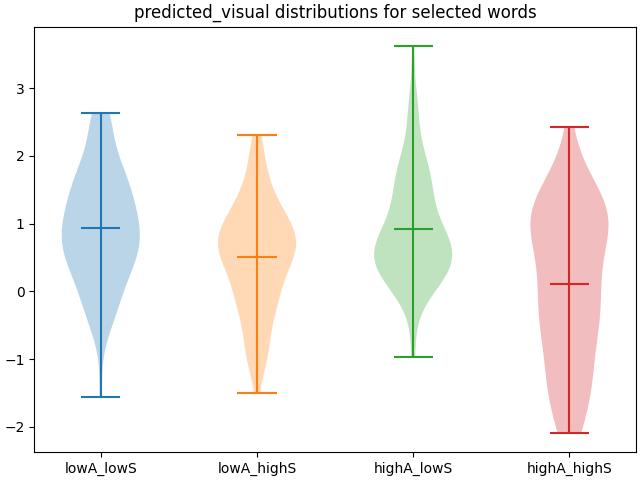 predicted_visual distributions for selected words
3
2
1
0
−1
−2
lowA_lowS
lowA_highS
highA_lowS
highA_highS